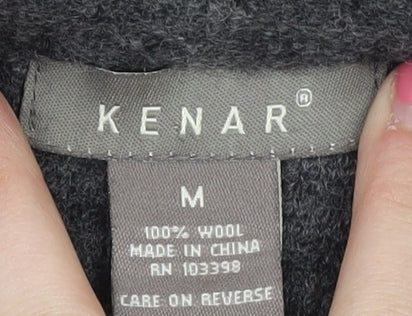 KENAR®
M
100% WOOL
MADE IN CHINA
RN 103398
CARE ON REVERSE